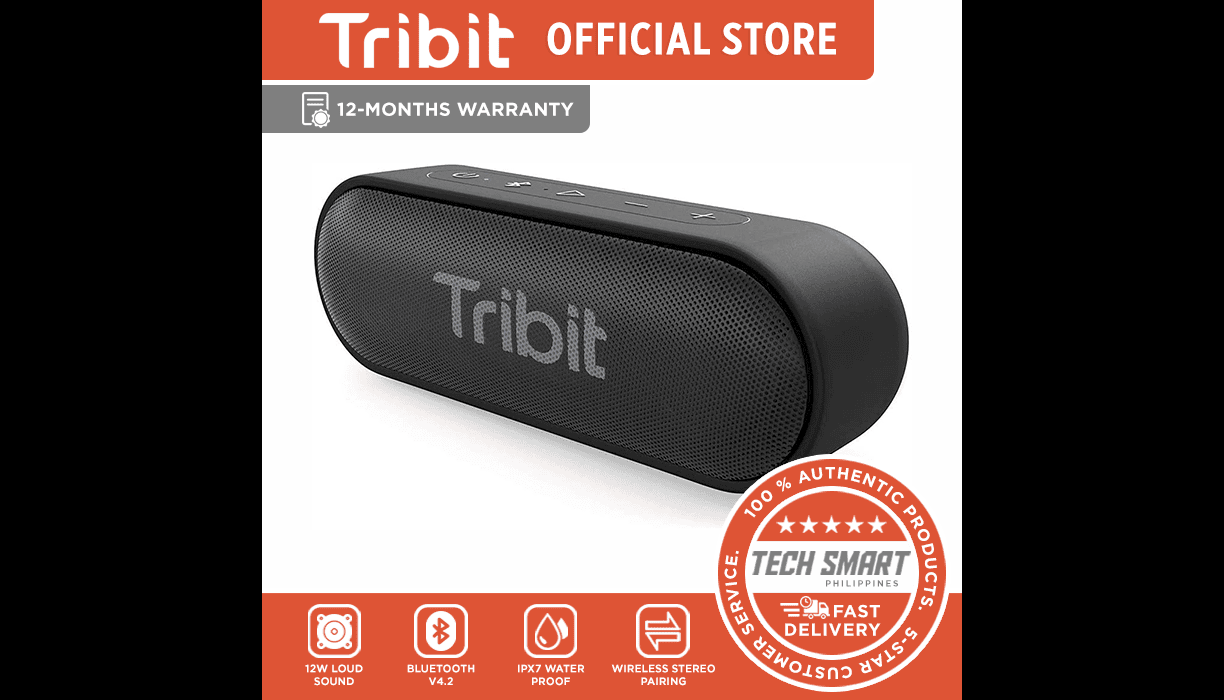 Tribit OFFICIAL STORE
12-MONTHS WARRANTY
Tribit
100 % AUTHENTIC PRODUCTS.
5-STAR CUSTOMER SERVICE.
TECH SMART
PHILIPPINES
FAST
DELIVERY
12W LOUD
SOUND
BLUETOOTH
V4.2
IPX7 WATER
PROOF
WIRELESS STEREO
PAIRING